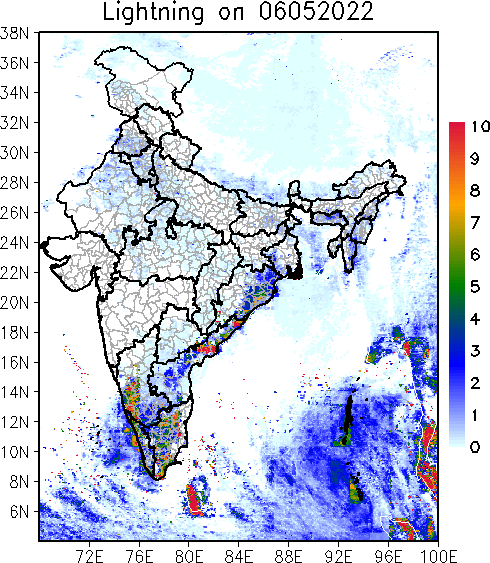 Lightning on 06052022
38N
36N
34N
32N
30N
28N
26N
24N
22N
20N
18N
16N
14N
12N
10N
8N
6N
72E 76E 80E 84E 88E 92E 96E 100E
10
9
8
7
6
5
4
3
2
1
0